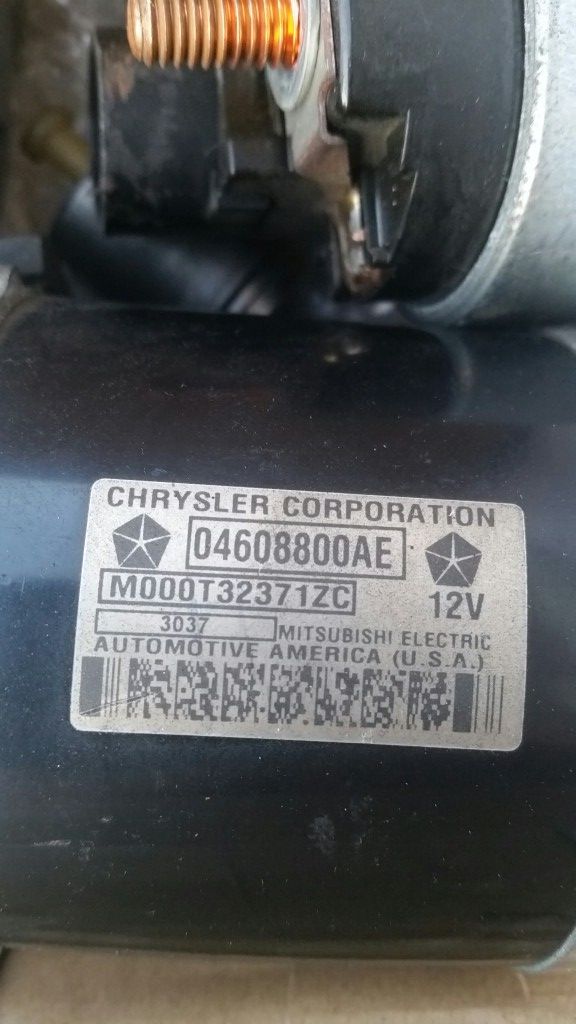 CHRYSLER CORPORATION
04608800AE
M000T32371ZC
12V
3037
MITSUBISHI ELECTRIC
AUTOMOTIVE AMERICA (U.S.A.)